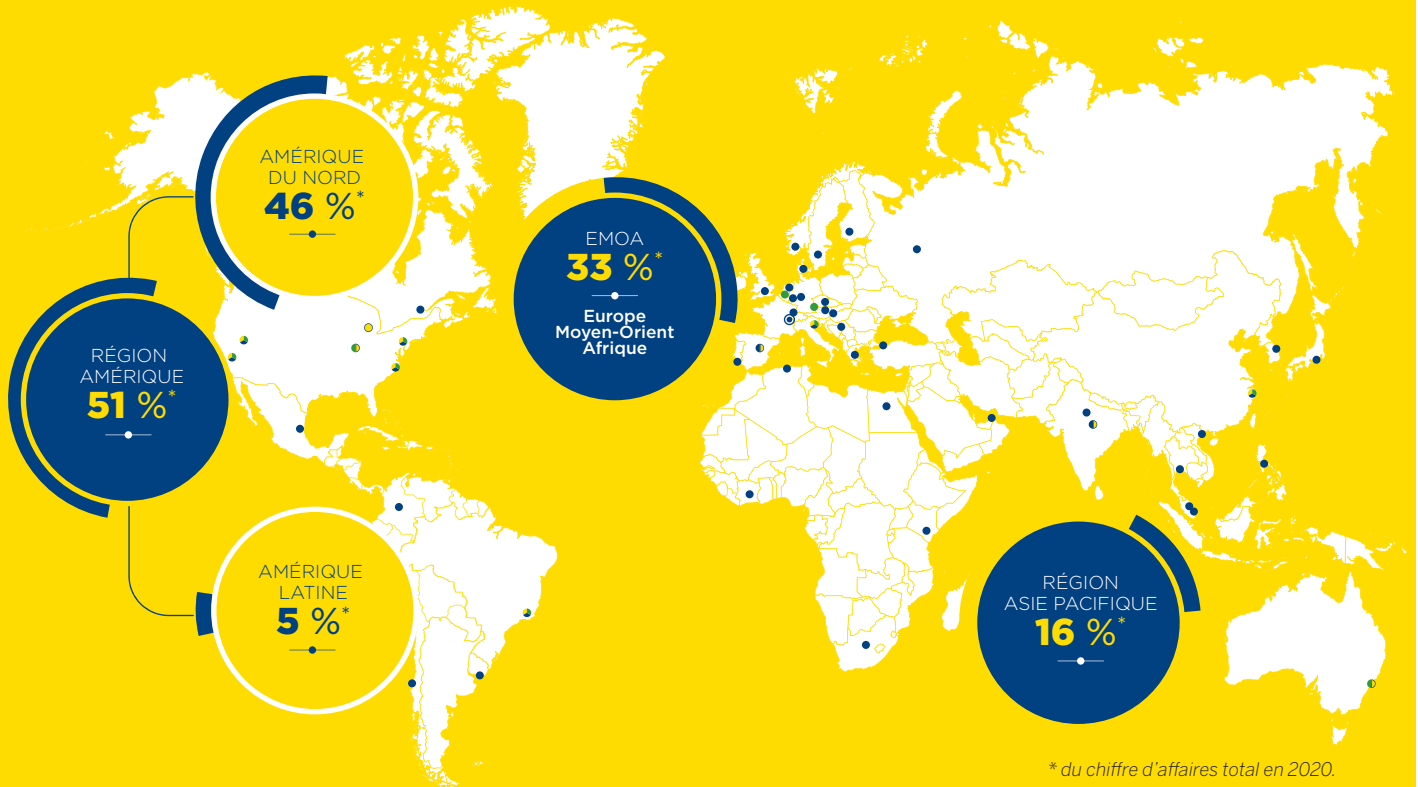 AMÉRIQUE
DU NORD
46 %*
RÉGION
AMÉRIQUE
51 %*
AMÉRIQUE
LATINE
5 %*
EMOA
33 %*
Europe
Moyen-Orient
Afrique
RÉGION
ASIE PACIFIQUE
16 %*
* du chiffre d'affaires total en 2020.